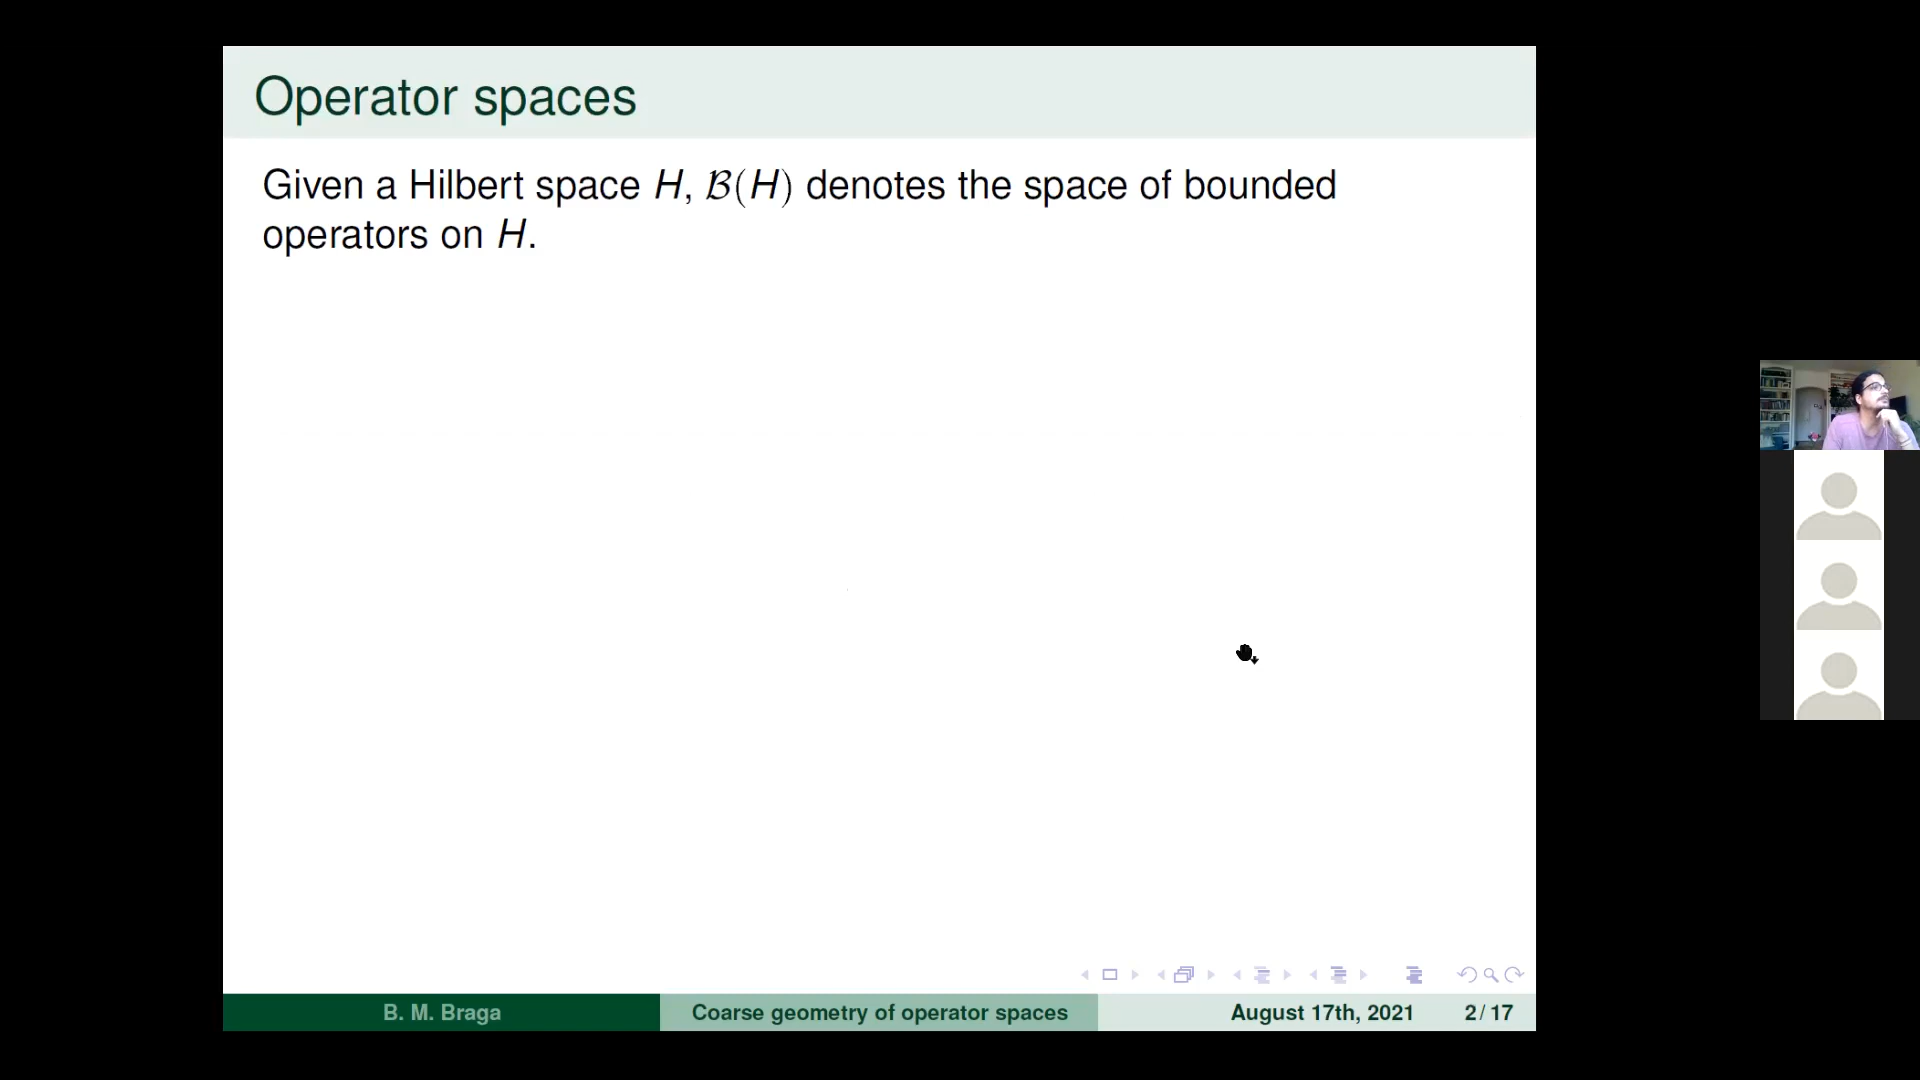 Operator spaces
Given a Hilbert space H, ℬ(H) denotes the space of bounded
operators on H.
B. M. Braga
Coarse geometry of operator spaces
August 17th, 2021
2 / 17